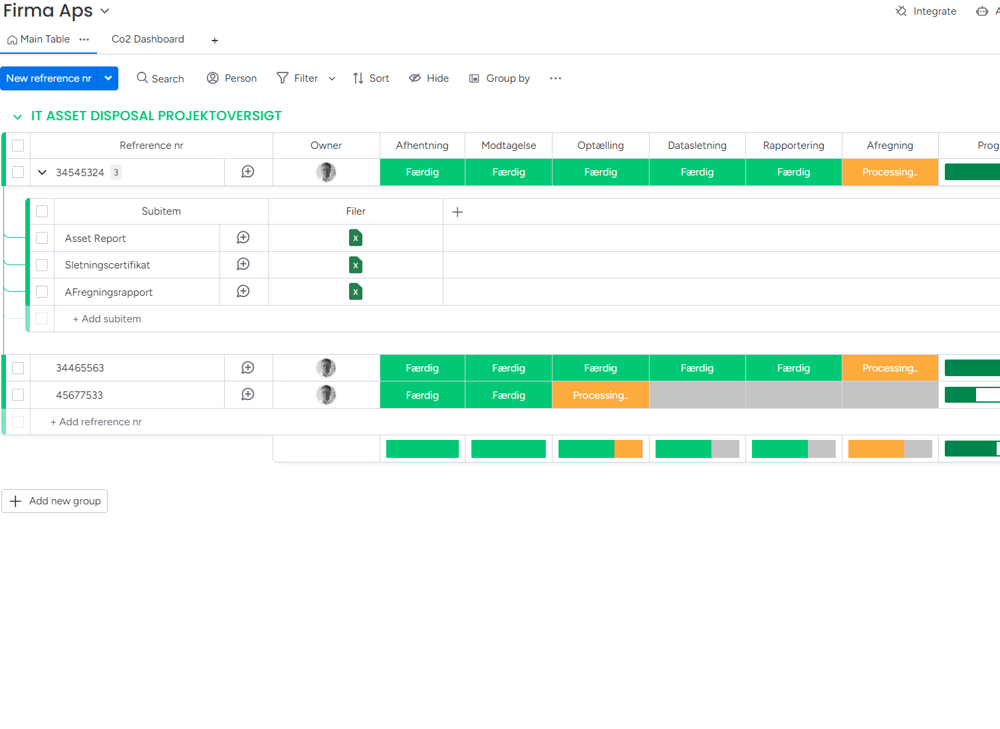 Firma Aps
Integrate
Main Table
Co2 Dashboard
New refrerence nr
Search
Person
Filter
Sort
Hide
Group by
IT ASSET DISPOSAL PROJEKTOVERSIGT
Refrerence nr Owner Afhentning Modtagelse Optælling Datasletning Rapportering Afregning Prog
34545324 3 Færdig Færdig Færdig Færdig Færdig Processing..
Subitem Filer
Asset Report X
Sletningscertifikat X
AFregningsrapport X
+ Add subitem
34465563 Færdig Færdig Færdig Færdig Færdig Processing..
45677533 Færdig Færdig Processing..
+ Add refrerence nr
Add new group